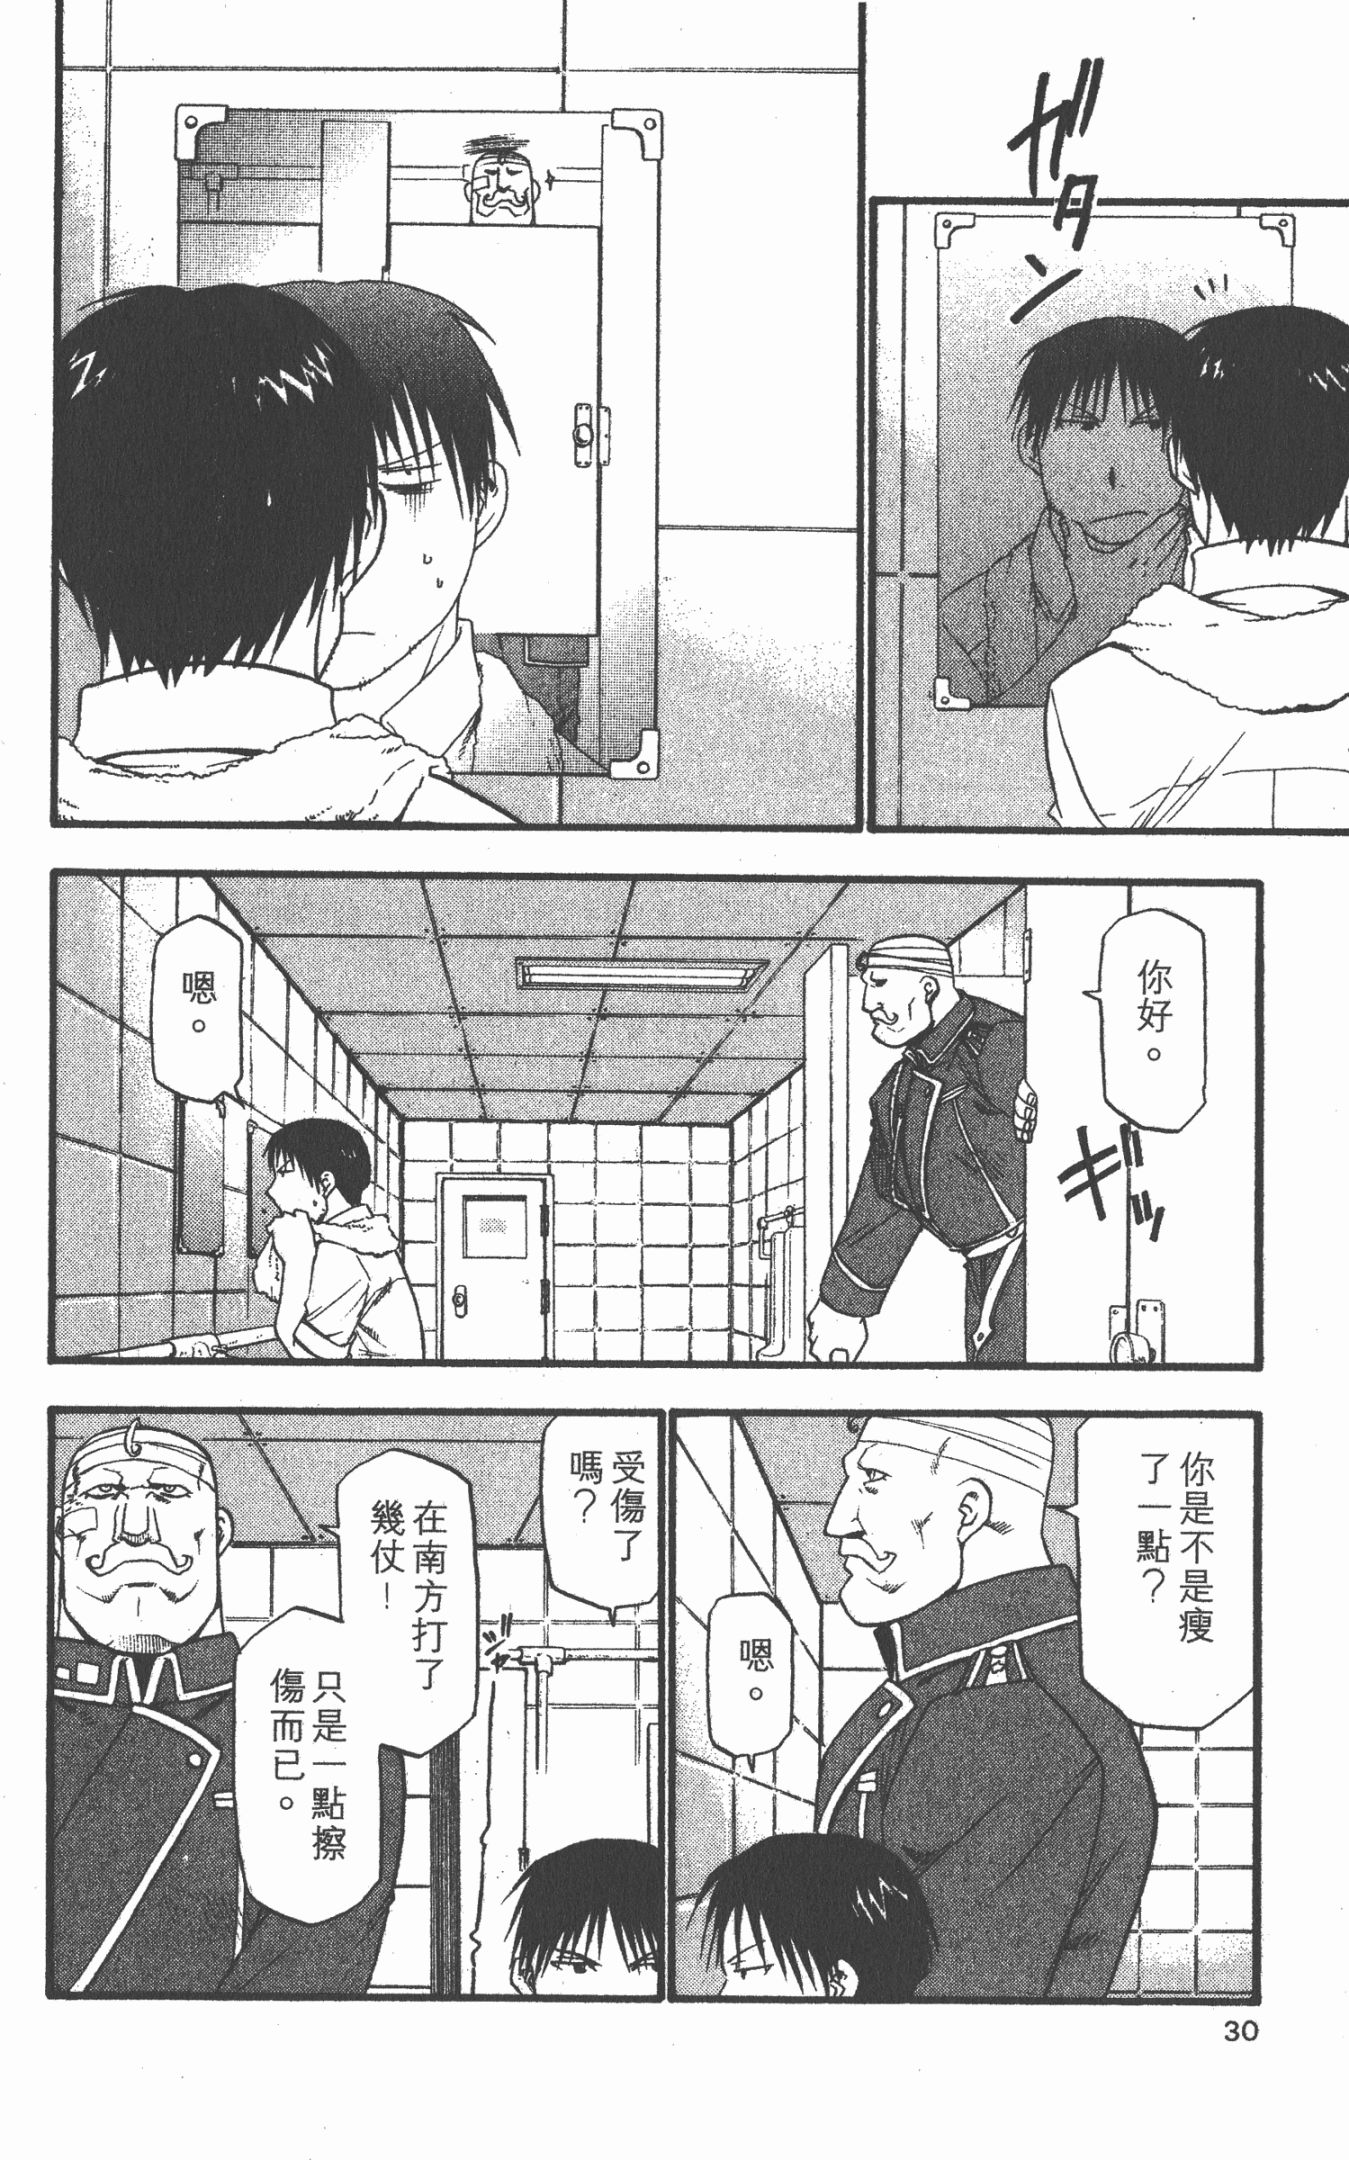 ガタン
你好。
ギッ
嗯。
你是不是瘦
了一點？
嗯。
受傷了
嗎？
在南方打了
幾仗！
只是一點擦
傷而已。
30